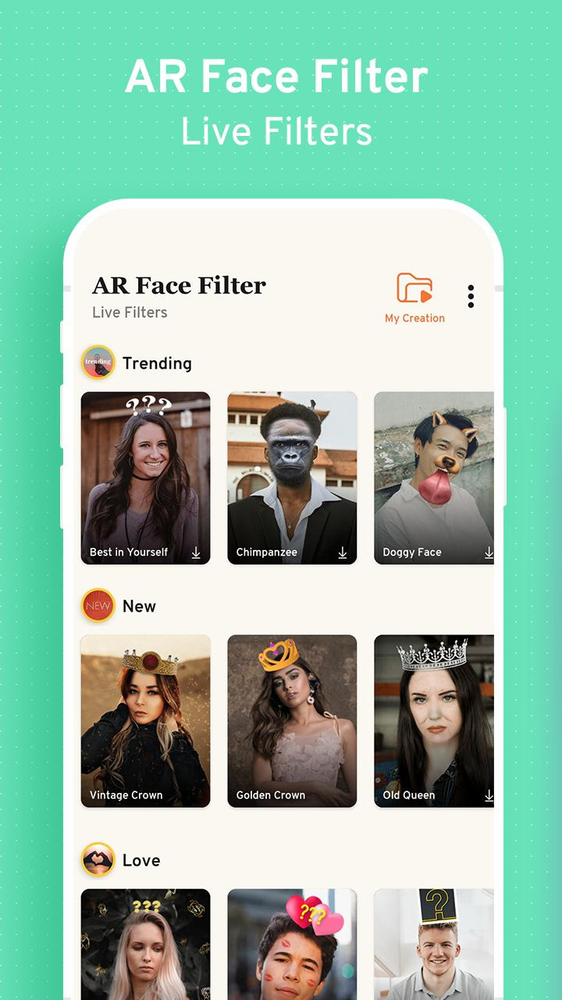 AR Face Filter
Live Filters
AR Face Filter
Live Filters
My Creation
trending
Trending
???
Best in Yourself
Chimpanzee
Doggy Face
NEW
New
Vintage Crown
Golden Crown
Old Queen
Love
???
???
?